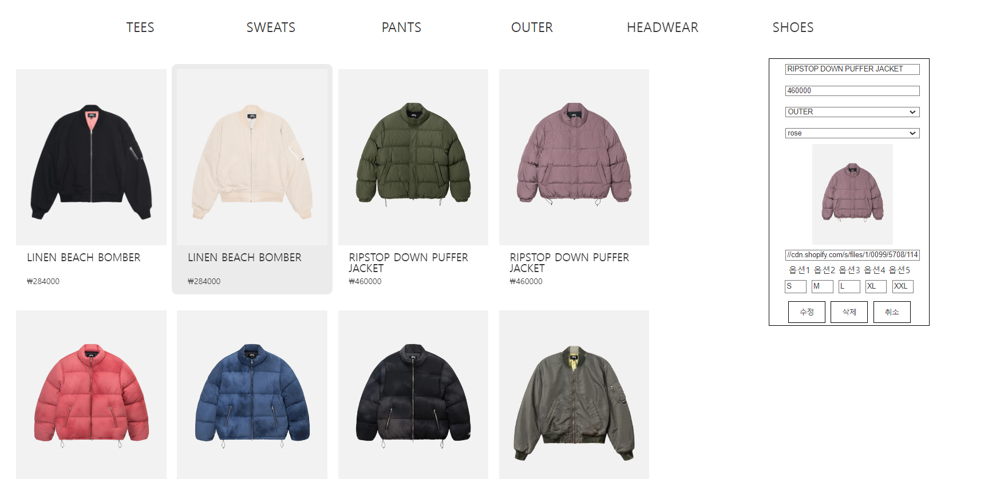 TEES SWEATS PANTS OUTER HEADWEAR SHOES
LINEN BEACH BOMBER
₩284000
LINEN BEACH BOMBER
₩284000
RIPSTOP DOWN PUFFER
JACKET
₩460000
RIPSTOP DOWN PUFFER
JACKET
₩460000
RIPSTOP DOWN PUFFER JACKET
460000
OUTER
rose
//cdn.shopify.com/s/files/1/0099/5708/114
옵션1 옵션2 옵션3 옵션4 옵션5
S M L XL XXL
수정 삭제 취소